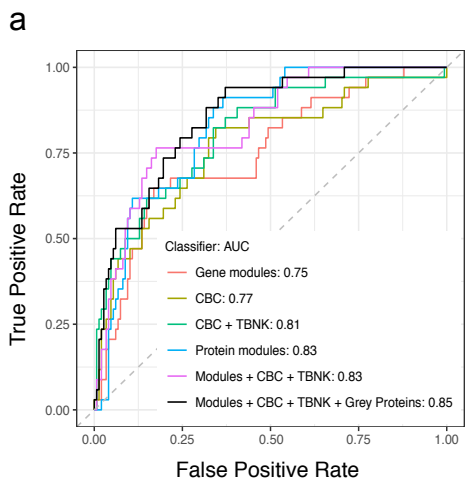 a
1.00
0.75
0.50
0.25
0.00
True Positive Rate
Classifier: AUC
Gene modules: 0.75
CBC: 0.77
CBC + TBNK: 0.81
Protein modules: 0.83
Modules + CBC + TBNK: 0.83
Modules + CBC + TBNK + Grey Proteins: 0.85
0.00 0.25 0.50 0.75 1.00
False Positive Rate